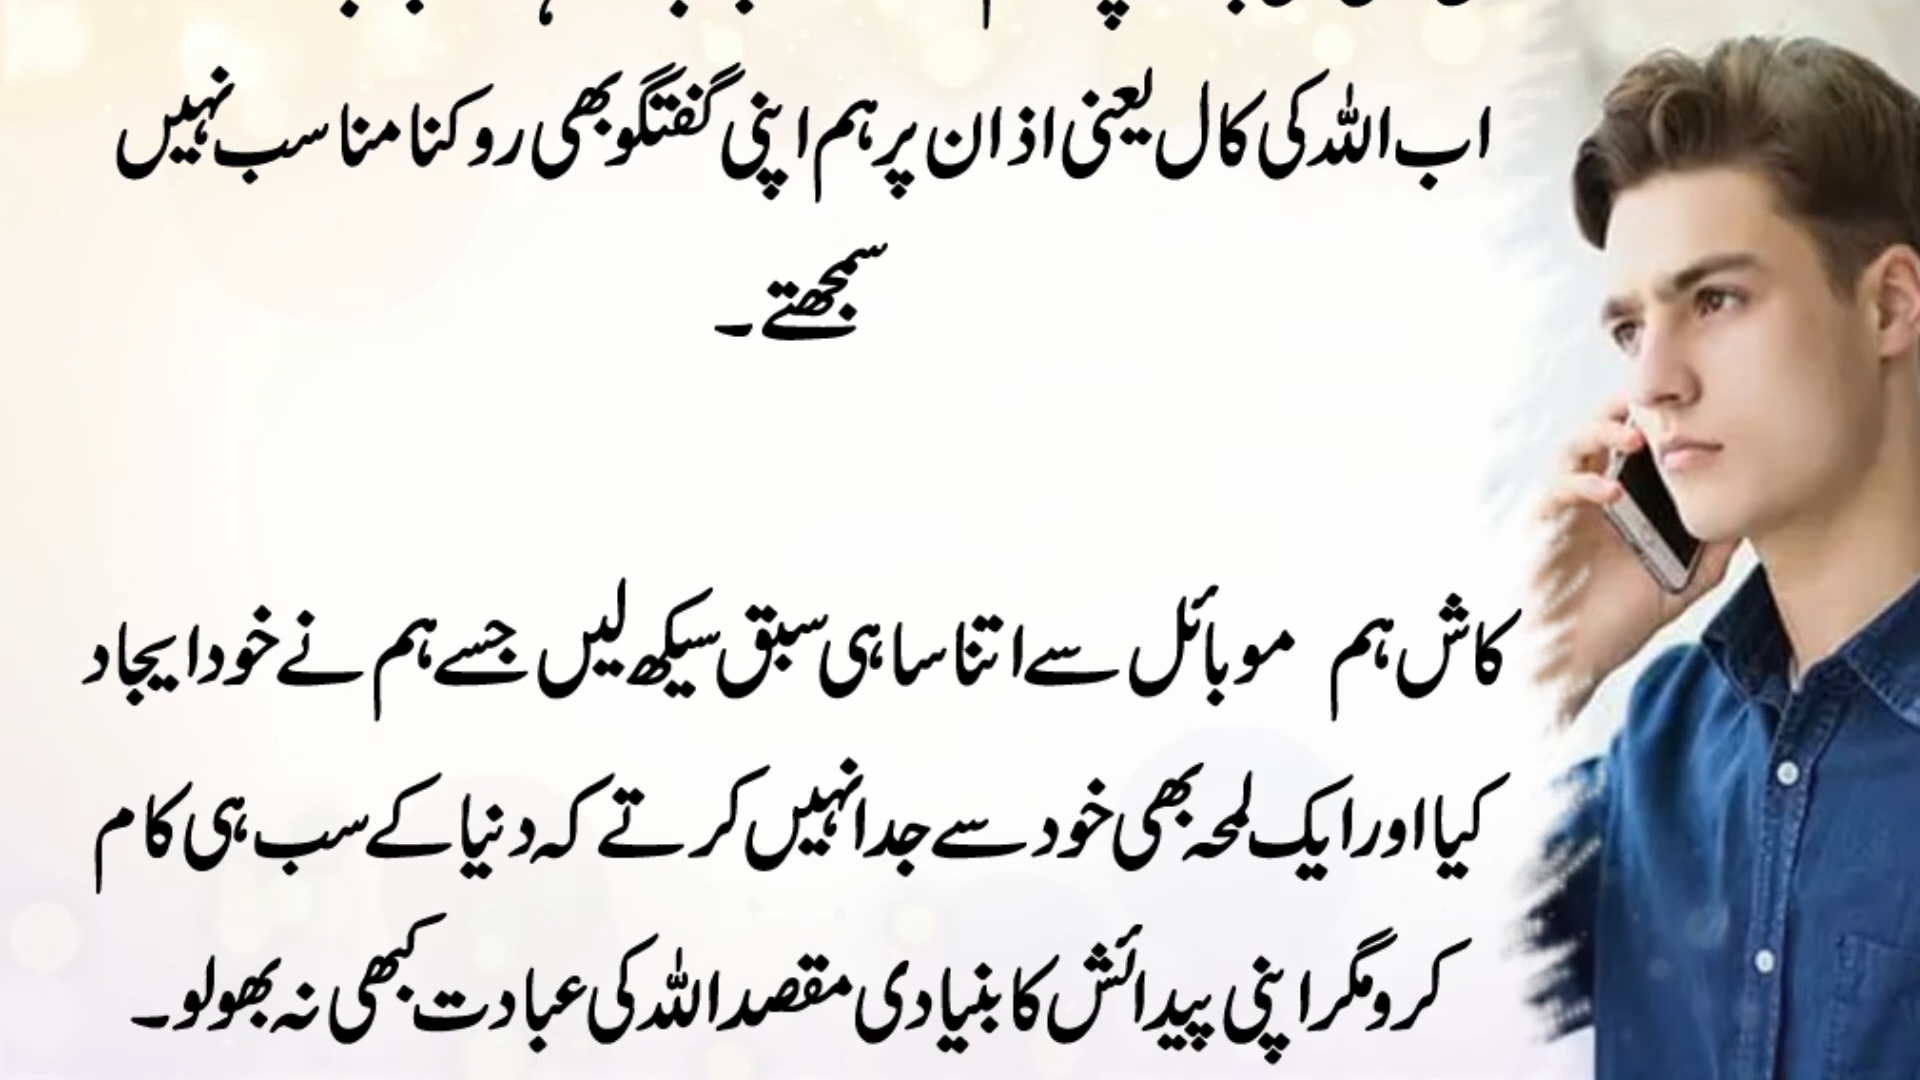 اب اللہ کی کال یعنی اذان پر ہم اپنی گفتگو بھی روکنا مناسب نہیں
سمجھتے۔
کاش ہم موبائل سے اتنا سا ہی سبق سیکھ لیں جسے ہم نے خود ایجاد
کیا اور ایک لمحہ بھی خود سے جدا نہیں کرتے کہ دنیا کے سب ہی کام
کرو مگر اپنی پیدائش کا بنیادی مقصد اللہ کی عبادت کبھی نہ بھولو۔